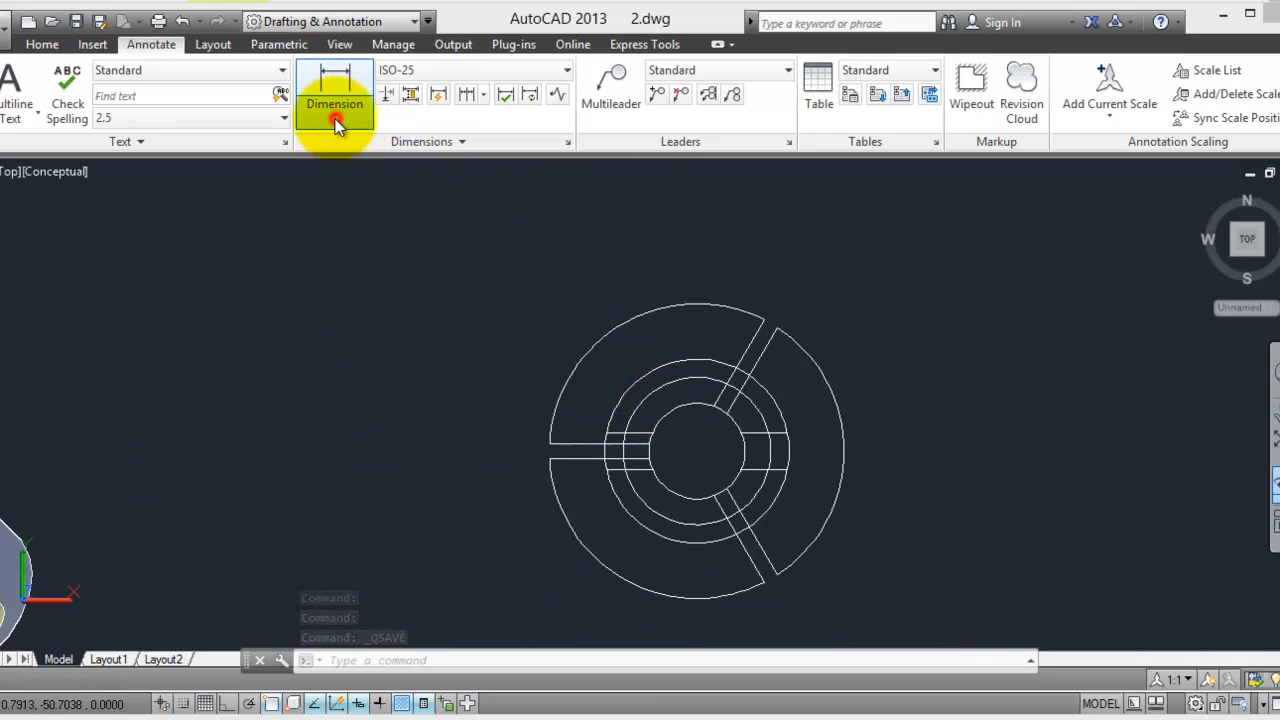 Drafting & Annotation
AutoCAD 2013 2.dwg
Type a keyword or phrase
Sign In
Home Insert Annotate Layout Parametric View Manage Output Plug-ins Online Express Tools
A
ultiline
Text
ABC
Check
Spelling
Standard
Find text
2.5
Text
Dimension
ISO-25
Dimensions
Multileader
Standard
Leaders
Table
Standard
Tables
Wipeout
Revision
Cloud
Markup
Add Current Scale
Scale List
Add/Delete Scale
Sync Scale Positi
Annotation Scaling
Top][Conceptual]
N
W TOP
S
Unnamed
X
Command:
Command:
Command: _QSAVE
Model Layout1 Layout2
Type a command
1:1
0.7913, -50.7038, 0.0000
MODEL